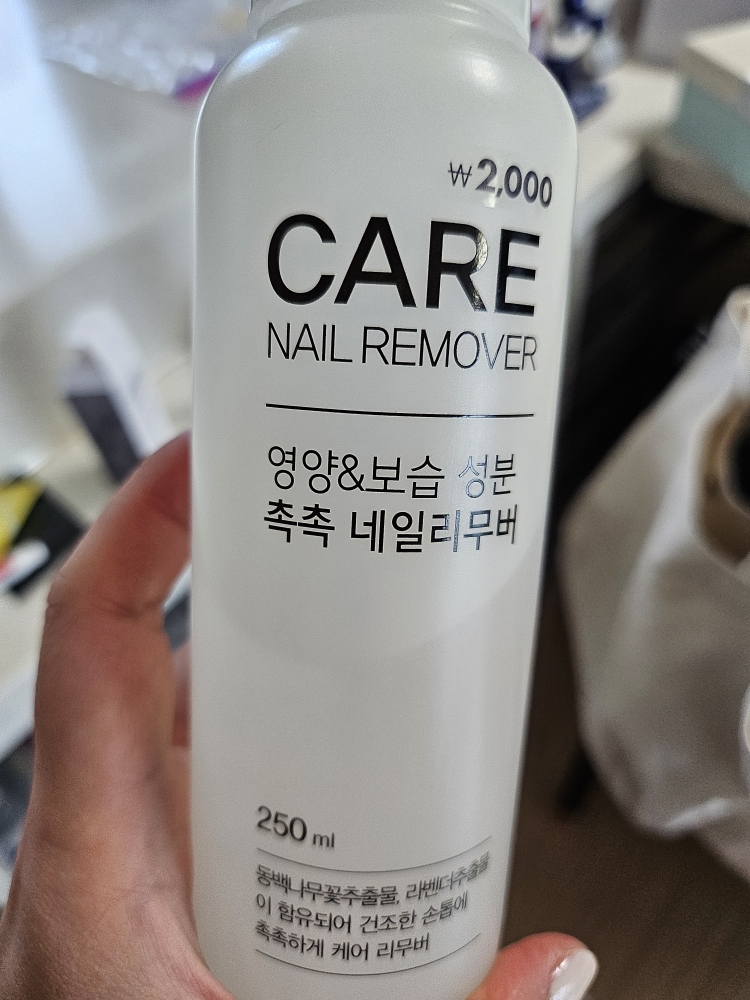 ₩2,000
CARE
NAIL REMOVER
영양&보습 성분
촉촉 네일리무버
250 ml
동백나무꽃추출물, 라벤더추출물
이 함유되어 건조한 손톱에
촉촉하게 케어 리무버